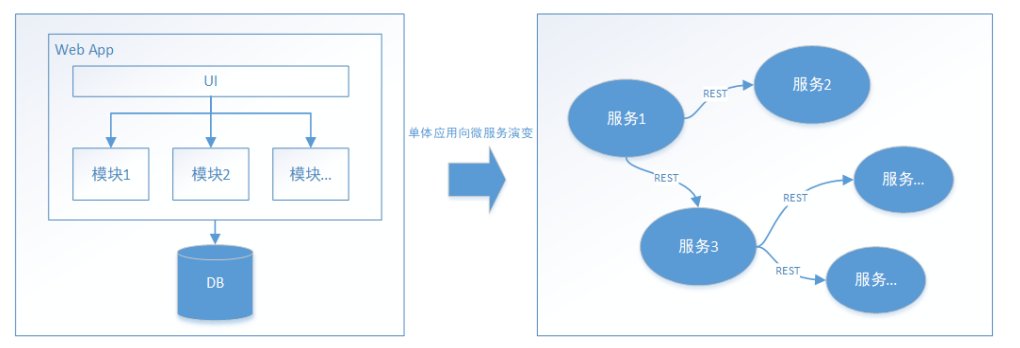 Web App
UI
模块1
模块2
模块...
DB
单体应用向微服务演变
服务1
REST
服务2
REST
服务3
REST
服务...
REST
服务...